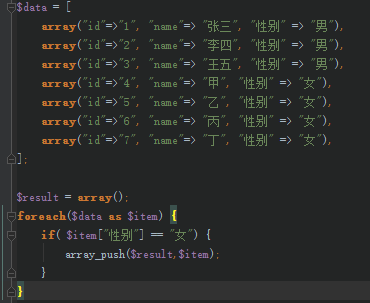 $data = [
array("id"=>"1", "name"=> "张三", "性别" => "男"),
array("id"=>"2", "name"=> "李四", "性别" => "男"),
array("id"=>"3", "name"=> "王五", "性别" => "男"),
array("id"=>"4", "name"=> "甲", "性别" => "女"),
array("id"=>"5", "name"=> "乙", "性别" => "女"),
array("id"=>"6", "name"=> "丙", "性别" => "女"),
array("id"=>"7", "name"=> "丁", "性别" => "女"),
];
$result = array();
foreach($data as $item) {
if( $item["性别"] == "女") {
array_push($result,$item);
}
}